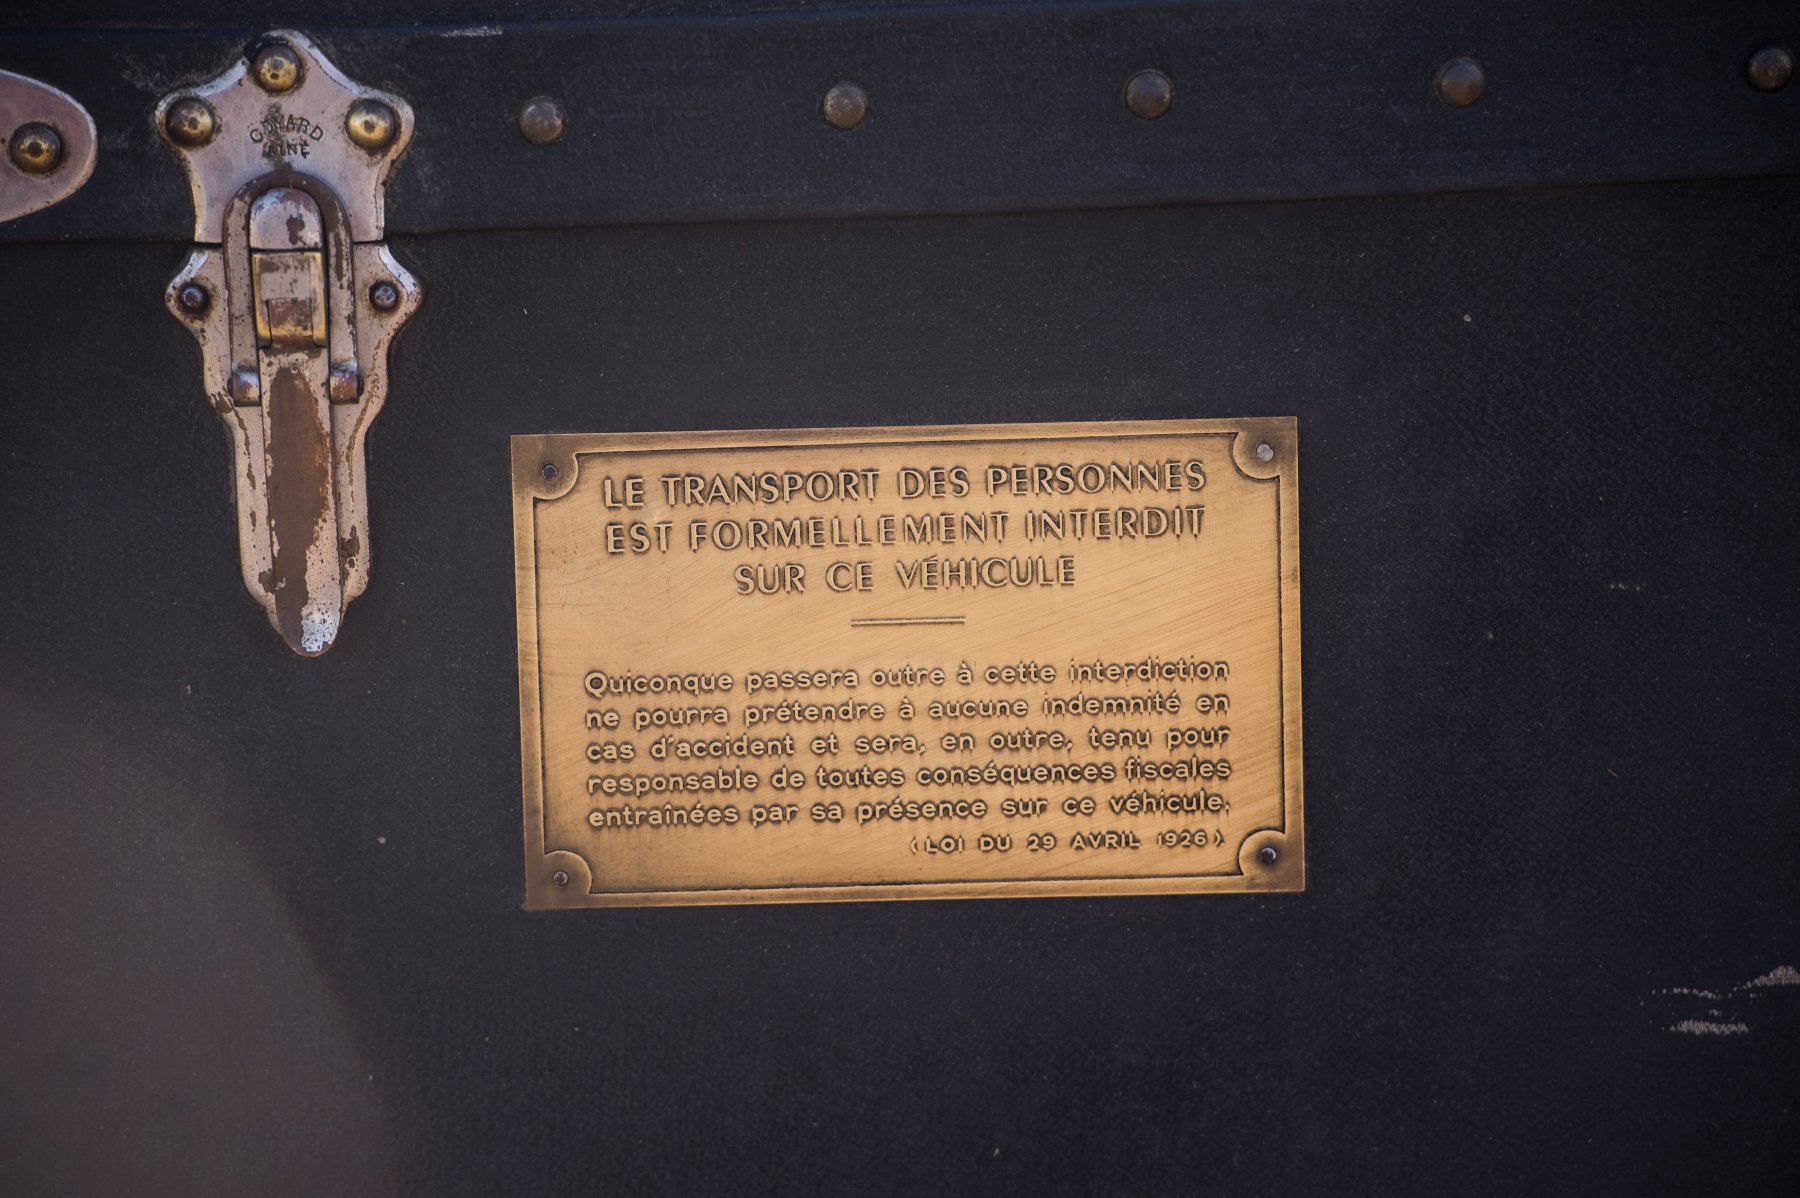 GOYARD
AINÉ
LE TRANSPORT DES PERSONNES
EST FORMELLEMENT INTERDIT
SUR CE VÉHICULE
Quiconque passera outre à cette interdiction
ne pourra prétendre à aucune indemnité en
cas d'accident et sera, en outre, tenu pour
responsable de toutes conséquences fiscales
entraînées par sa présence sur ce véhicule.
(LOI DU 29 AVRIL 1926)